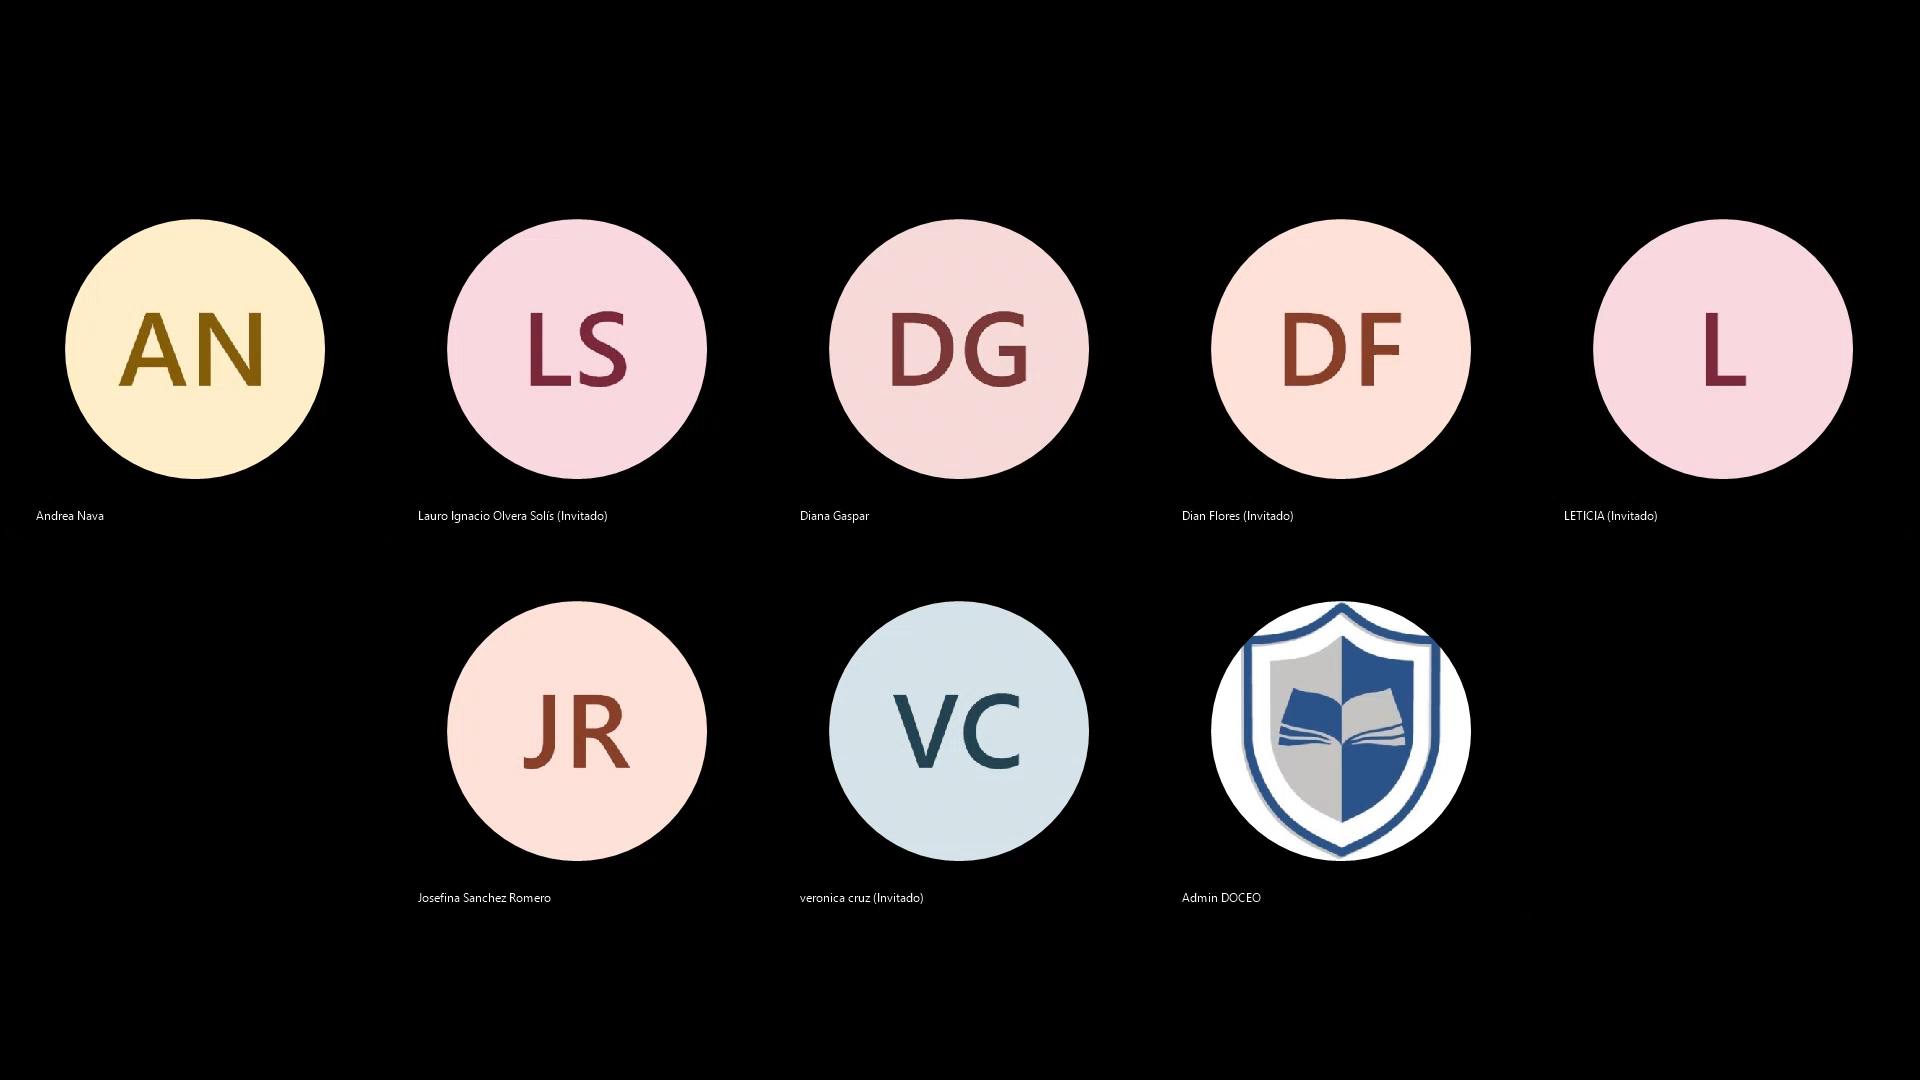 AN
LS
DG
DF
L
Andrea Nava
Lauro Ignacio Olvera Solís (Invitado)
Diana Gaspar
Dian Flores (Invitado)
LETICIA (Invitado)
JR
VC
Josefina Sanchez Romero
veronica cruz (Invitado)
Admin DOCEO